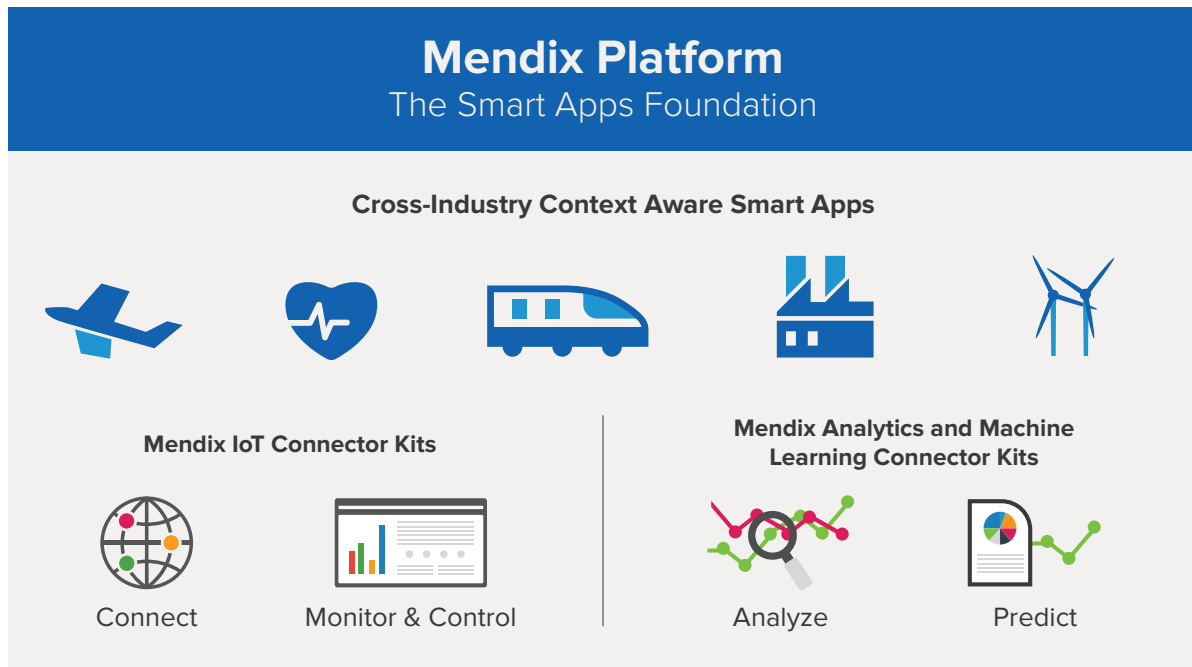 Mendix Platform
The Smart Apps Foundation
Cross-Industry Context Aware Smart Apps
Mendix IoT Connector Kits
Connect
Monitor & Control
Mendix Analytics and Machine
Learning Connector Kits
Analyze
Predict